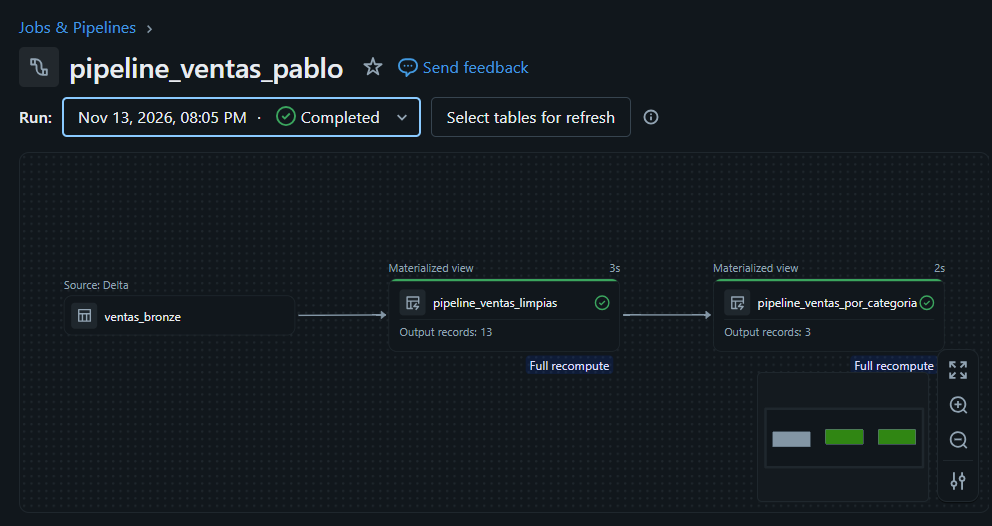 Jobs & Pipelines ›
pipeline_ventas_pablo Send feedback
Run: Nov 13, 2026, 08:05 PM · Completed Select tables for refresh
Source: Delta
ventas_bronze
Materialized view 3s
pipeline_ventas_limpias
Output records: 13
Full recompute
Materialized view 2s
pipeline_ventas_por_categoria
Output records: 3
Full recompute